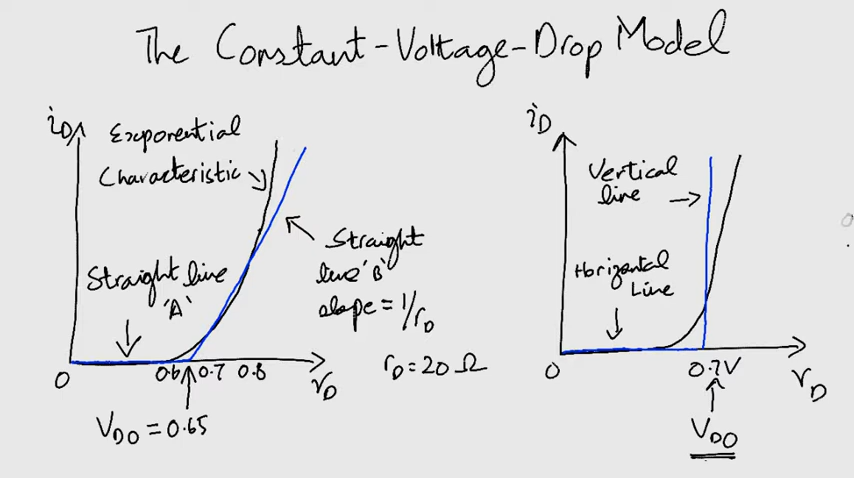 The Constant-Voltage-Drop Model
iD
Exponential
Characteristic
Straight line
'A'
Straight
line 'B'
slope = 1/rD
rD = 20 Ω
0
0.6 0.7 0.8
VD
VD0 = 0.65
iD
Vertical
line
Horizontal
Line
0
0.7V
VD
VD0